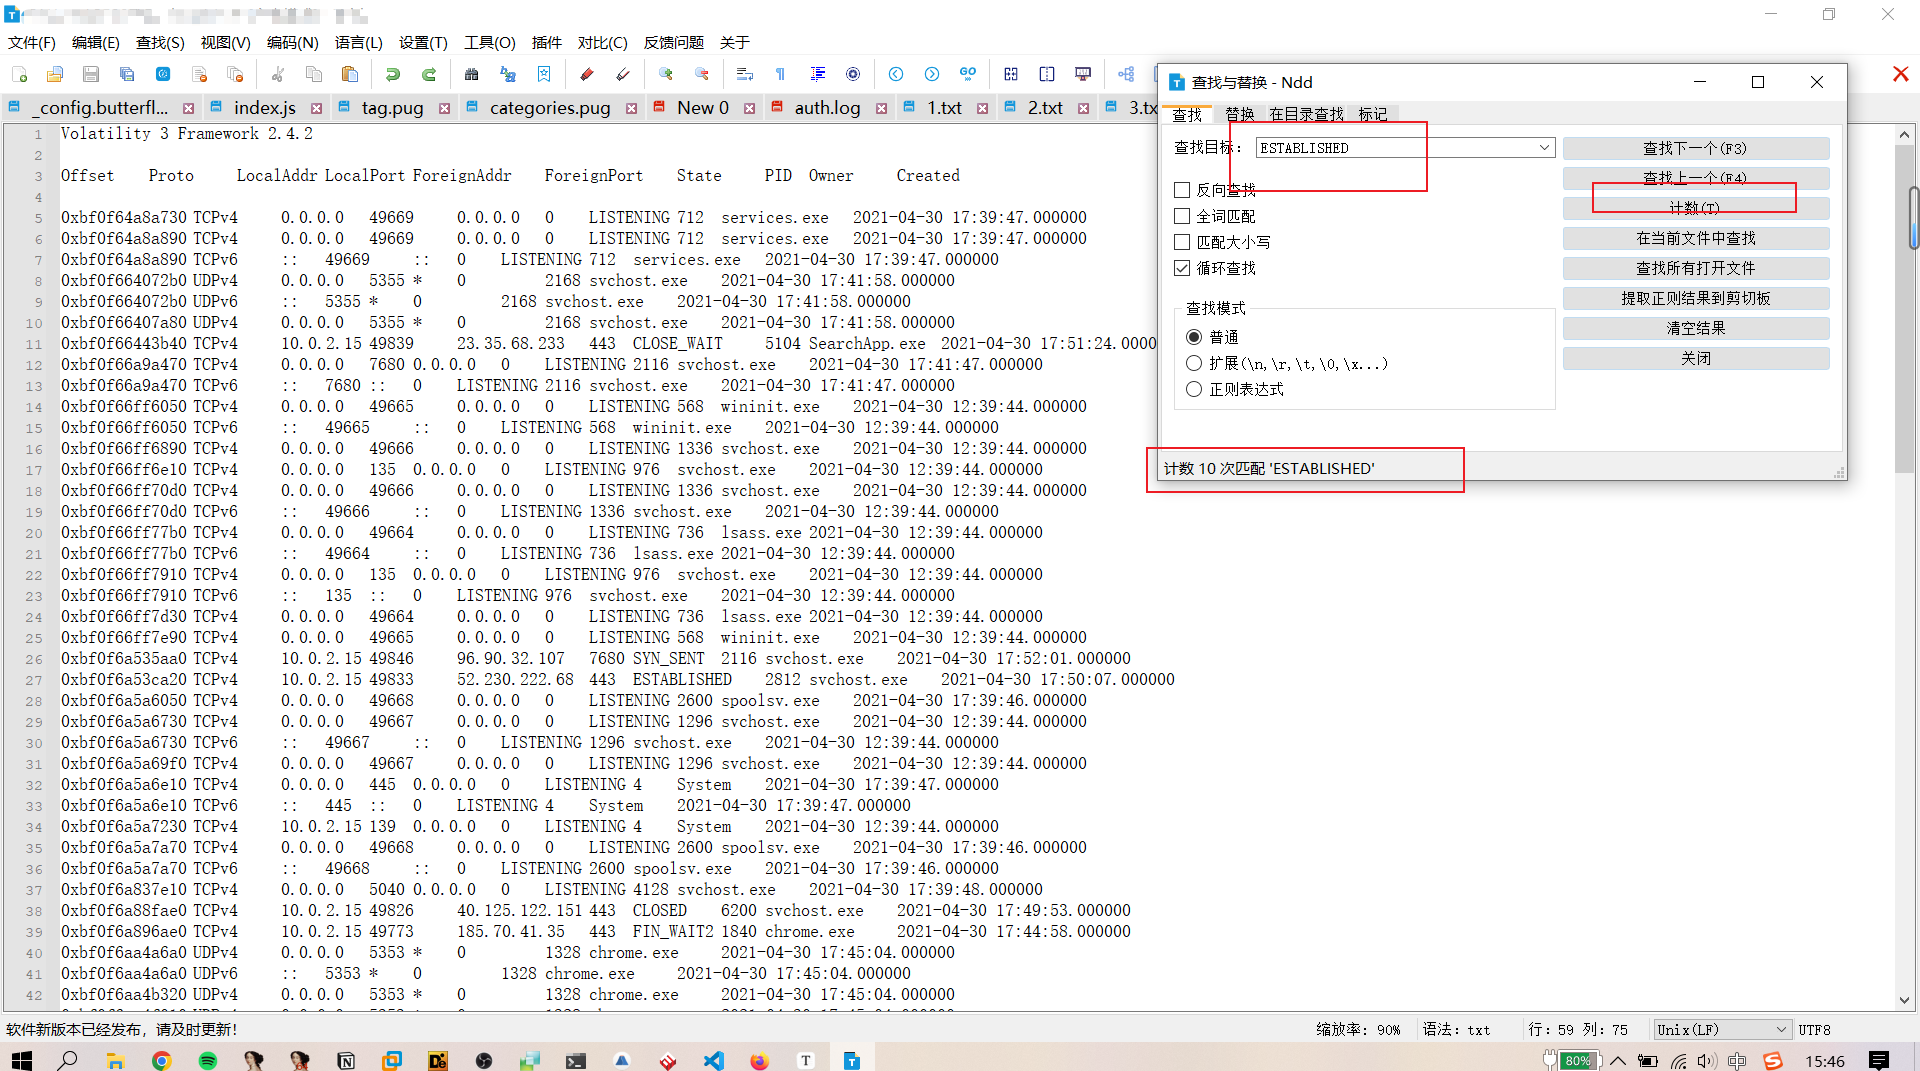 文件(F) 编辑(E) 查找(S) 视图(V) 编码(N) 语言(L) 设置(T) 工具(O) 插件 对比(C) 反馈问题 关于
_config.butterfl... index.js tag.pug categories.pug New 0 auth.log 1.txt 2.txt 3.tx
1 Volatility 3 Framework 2.4.2
2
3 Offset Proto LocalAddr LocalPort ForeignAddr ForeignPort State PID Owner Created
4
5 0xbf0f64a8a730 TCPv4 0.0.0.0 49669 0.0.0.0 0 LISTENING 712 services.exe 2021-04-30 17:39:47.000000
6 0xbf0f64a8a890 TCPv4 0.0.0.0 49669 0.0.0.0 0 LISTENING 712 services.exe 2021-04-30 17:39:47.000000
7 0xbf0f64a8a890 TCPv6 :: 49669 :: 0 LISTENING 712 services.exe 2021-04-30 17:39:47.000000
8 0xbf0f664072b0 UDPv4 0.0.0.0 5355 * 0 2168 svchost.exe 2021-04-30 17:41:58.000000
9 0xbf0f664072b0 UDPv6 :: 5355 * 0 2168 svchost.exe 2021-04-30 17:41:58.000000
10 0xbf0f66407a80 UDPv4 0.0.0.0 5355 * 0 2168 svchost.exe 2021-04-30 17:41:58.000000
11 0xbf0f66443b40 TCPv4 10.0.2.15 49839 23.35.68.233 443 CLOSE_WAIT 5104 SearchApp.exe 2021-04-30 17:51:24.0000
12 0xbf0f66a9a470 TCPv4 0.0.0.0 7680 0.0.0.0 0 LISTENING 2116 svchost.exe 2021-04-30 17:41:47.000000
13 0xbf0f66a9a470 TCPv6 :: 7680 :: 0 LISTENING 2116 svchost.exe 2021-04-30 17:41:47.000000
14 0xbf0f66ff6050 TCPv4 0.0.0.0 49665 0.0.0.0 0 LISTENING 568 wininit.exe 2021-04-30 12:39:44.000000
15 0xbf0f66ff6050 TCPv6 :: 49665 :: 0 LISTENING 568 wininit.exe 2021-04-30 12:39:44.000000
16 0xbf0f66ff6890 TCPv4 0.0.0.0 49666 0.0.0.0 0 LISTENING 1336 svchost.exe 2021-04-30 12:39:44.000000
17 0xbf0f66ff6e10 TCPv4 0.0.0.0 135 0.0.0.0 0 LISTENING 976 svchost.exe 2021-04-30 12:39:44.000000
18 0xbf0f66ff70d0 TCPv4 0.0.0.0 49666 0.0.0.0 0 LISTENING 1336 svchost.exe 2021-04-30 12:39:44.000000
19 0xbf0f66ff70d0 TCPv6 :: 49666 :: 0 LISTENING 1336 svchost.exe 2021-04-30 12:39:44.000000
20 0xbf0f66ff77b0 TCPv4 0.0.0.0 49664 0.0.0.0 0 LISTENING 736 lsass.exe 2021-04-30 12:39:44.000000
21 0xbf0f66ff77b0 TCPv6 :: 49664 :: 0 LISTENING 736 lsass.exe 2021-04-30 12:39:44.000000
22 0xbf0f66ff7910 TCPv4 0.0.0.0 135 0.0.0.0 0 LISTENING 976 svchost.exe 2021-04-30 12:39:44.000000
23 0xbf0f66ff7910 TCPv6 :: 135 :: 0 LISTENING 976 svchost.exe 2021-04-30 12:39:44.000000
24 0xbf0f66ff7d30 TCPv4 0.0.0.0 49664 0.0.0.0 0 LISTENING 736 lsass.exe 2021-04-30 12:39:44.000000
25 0xbf0f66ff7e90 TCPv4 0.0.0.0 49665 0.0.0.0 0 LISTENING 568 wininit.exe 2021-04-30 12:39:44.000000
26 0xbf0f6a535aa0 TCPv4 10.0.2.15 49846 96.90.32.107 7680 SYN_SENT 2116 svchost.exe 2021-04-30 17:52:01.000000
27 0xbf0f6a53ca20 TCPv4 10.0.2.15 49833 52.230.222.68 443 ESTABLISHED 2812 svchost.exe 2021-04-30 17:50:07.000000
28 0xbf0f6a5a6050 TCPv4 0.0.0.0 49668 0.0.0.0 0 LISTENING 2600 spoolsv.exe 2021-04-30 17:39:46.000000
29 0xbf0f6a5a6730 TCPv4 0.0.0.0 49667 0.0.0.0 0 LISTENING 1296 svchost.exe 2021-04-30 12:39:44.000000
30 0xbf0f6a5a6730 TCPv6 :: 49667 :: 0 LISTENING 1296 svchost.exe 2021-04-30 12:39:44.000000
31 0xbf0f6a5a69f0 TCPv4 0.0.0.0 49667 0.0.0.0 0 LISTENING 1296 svchost.exe 2021-04-30 12:39:44.000000
32 0xbf0f6a5a6e10 TCPv4 0.0.0.0 445 0.0.0.0 0 LISTENING 4 System 2021-04-30 17:39:47.000000
33 0xbf0f6a5a6e10 TCPv6 :: 445 :: 0 LISTENING 4 System 2021-04-30 17:39:47.000000
34 0xbf0f6a5a7230 TCPv4 10.0.2.15 139 0.0.0.0 0 LISTENING 4 System 2021-04-30 12:39:44.000000
35 0xbf0f6a5a7a70 TCPv4 0.0.0.0 49668 0.0.0.0 0 LISTENING 2600 spoolsv.exe 2021-04-30 17:39:46.000000
36 0xbf0f6a5a7a70 TCPv6 :: 49668 :: 0 LISTENING 2600 spoolsv.exe 2021-04-30 17:39:46.000000
37 0xbf0f6a837e10 TCPv4 0.0.0.0 5040 0.0.0.0 0 LISTENING 4128 svchost.exe 2021-04-30 17:39:48.000000
38 0xbf0f6a88fae0 TCPv4 10.0.2.15 49826 40.125.122.151 443 CLOSED 6200 svchost.exe 2021-04-30 17:49:53.000000
39 0xbf0f6a896ae0 TCPv4 10.0.2.15 49773 185.70.41.35 443 FIN_WAIT2 1840 chrome.exe 2021-04-30 17:44:58.000000
40 0xbf0f6aa4a6a0 UDPv4 0.0.0.0 5353 * 0 1328 chrome.exe 2021-04-30 17:45:04.000000
41 0xbf0f6aa4a6a0 UDPv6 :: 5353 * 0 1328 chrome.exe 2021-04-30 17:45:04.000000
42 0xbf0f6aa4b320 UDPv4 0.0.0.0 5353 * 0 1328 chrome.exe 2021-04-30 17:45:04.000000
查找与替换 - Ndd
查找 替换 在目录查找 标记
查找目标: ESTABLISHED
反向查找
全词匹配
匹配大小写
循环查找
查找模式
普通
扩展(\n,\r,\t,\0,\x...)
正则表达式
查找下一个(F3)
查找上一个(F4)
计数(T)
在当前文件中查找
查找所有打开文件
提取正则结果到剪切板
清空结果
关闭
计数 10 次匹配 'ESTABLISHED'
软件新版本已经发布，请及时更新！ 缩放率: 90% 语法: txt 行: 59 列: 75 Unix(LF) UTF8
80% 中 15:46